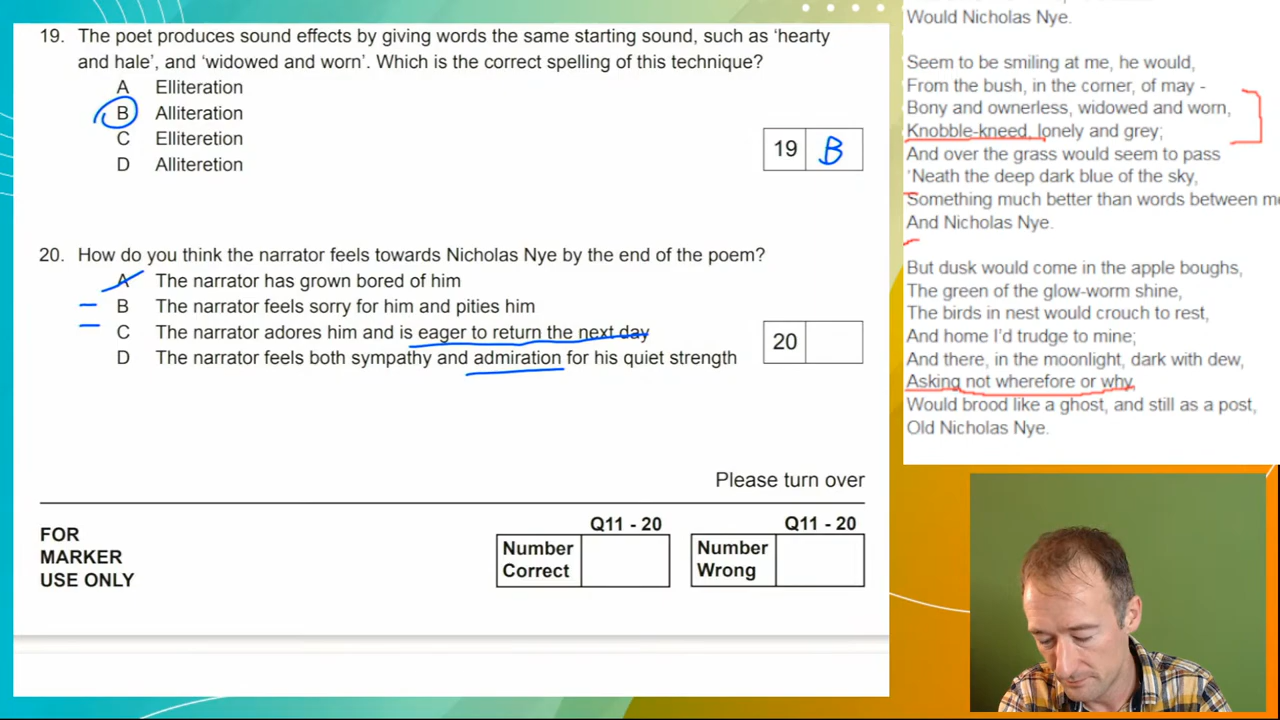 19. The poet produces sound effects by giving words the same starting sound, such as ‘hearty
and hale’, and ‘widowed and worn’. Which is the correct spelling of this technique?
A Elliteration
B Alliteration
C Elliteretion
D Alliteretion
19 B
20. How do you think the narrator feels towards Nicholas Nye by the end of the poem?
A The narrator has grown bored of him
B The narrator feels sorry for him and pities him
C The narrator adores him and is eager to return the next day
D The narrator feels both sympathy and admiration for his quiet strength
20
Please turn over
FOR
MARKER
USE ONLY
Q11 - 20
Number
Correct
Q11 - 20
Number
Wrong
Would Nicholas Nye.
Seem to be smiling at me, he would,
From the bush, in the corner, of may -
Bony and ownerless, widowed and worn,
Knobble-kneed, lonely and grey;
And over the grass would seem to pass
‘Neath the deep dark blue of the sky,
Something much better than words between
And Nicholas Nye.
But dusk would come in the apple boughs,
The green of the glow-worm shine,
The birds in nest would crouch to rest,
And home I'd trudge to mine;
And there, in the moonlight, dark with dew,
Asking not wherefore or why,
Would brood like a ghost, and still as a post,
Old Nicholas Nye.